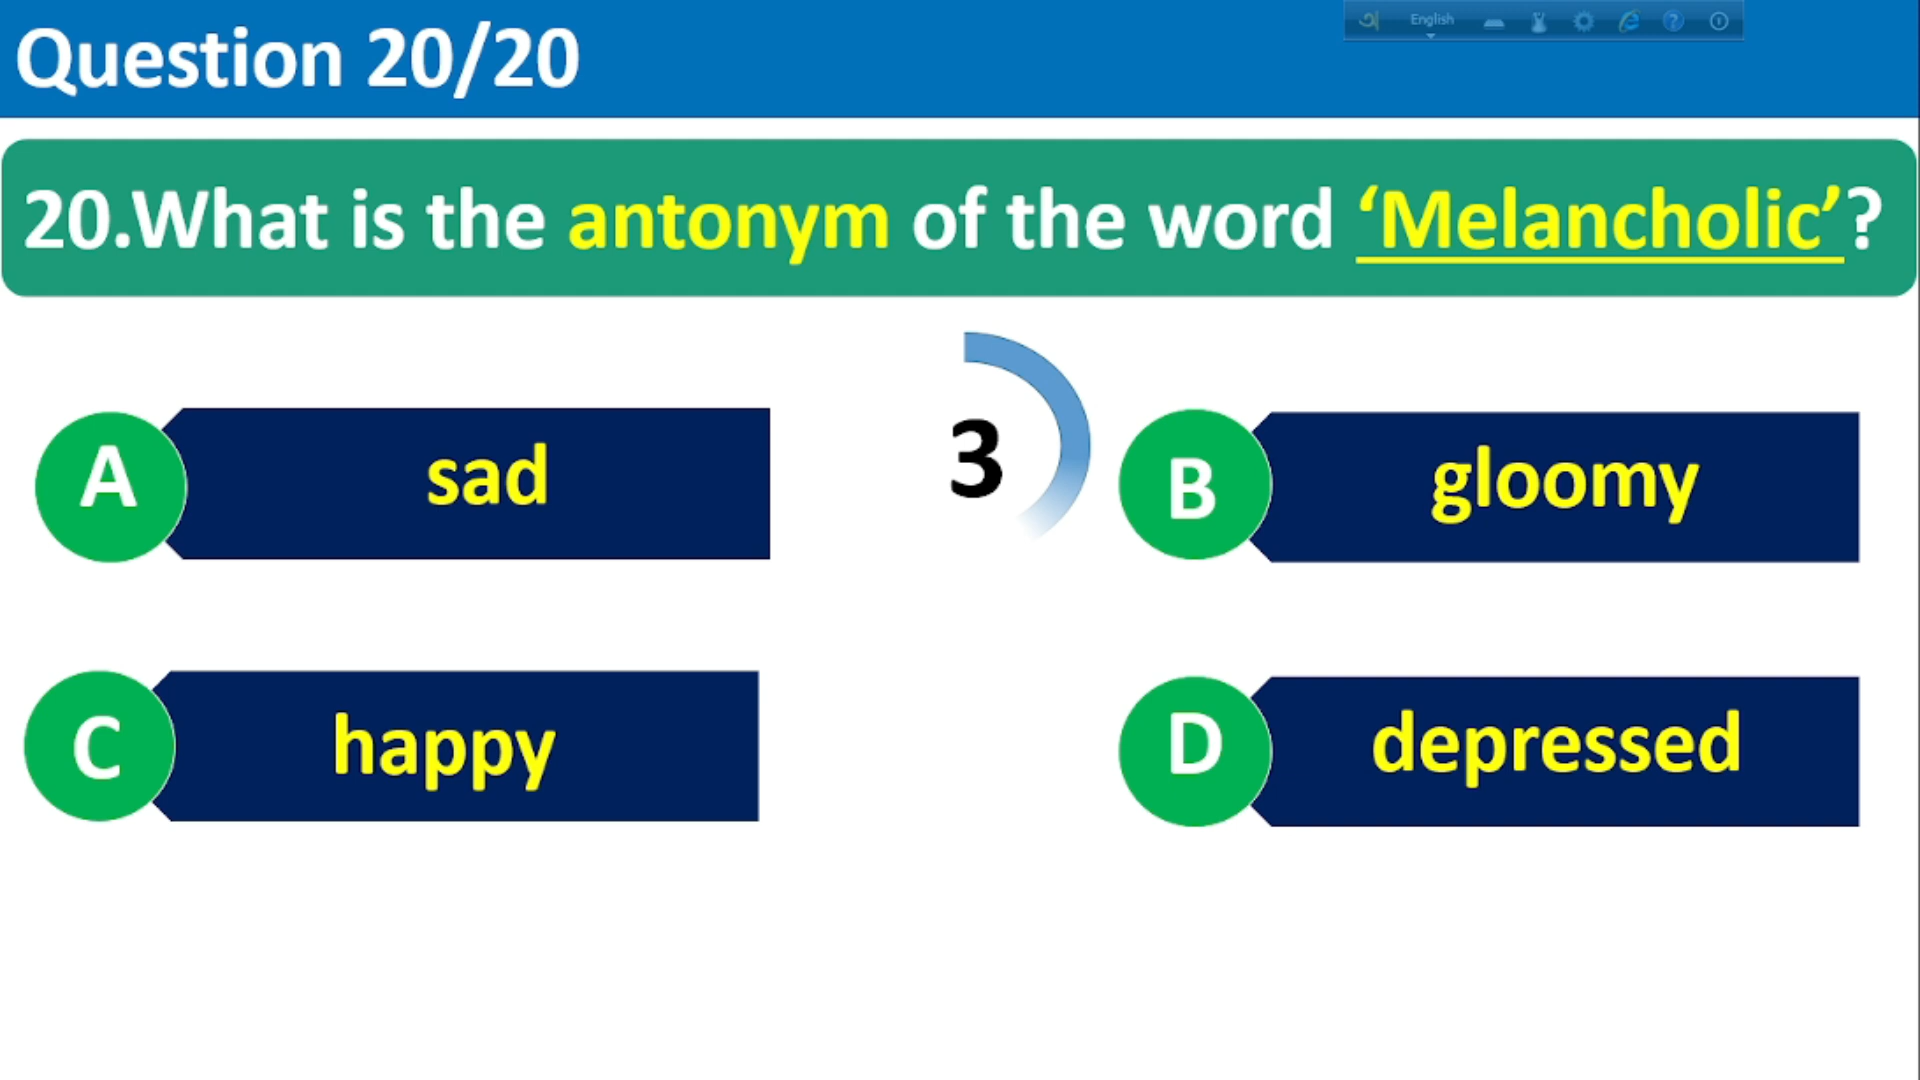 English
Question 20/20
20.What is the antonym of the word ‘Melancholic’?
A sad
3
B gloomy
C happy
D depressed